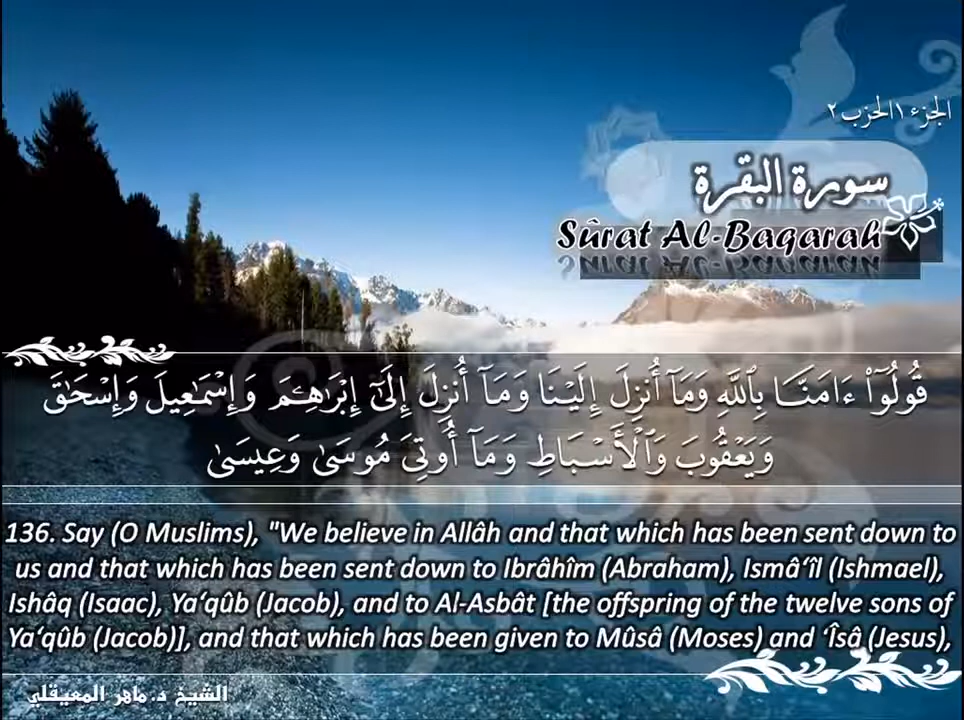 الجزء ١ الحزب ٢
سورة البقرة
Sûrat Al-Baqarah
قُولُوٓا۟ ءَامَنَّا بِٱللَّهِ وَمَآ أُنزِلَ إِلَيْنَا وَمَآ أُنزِلَ إِلَىٰٓ إِبْرَٰهِـۧمَ وَإِسْمَٰعِيلَ وَإِسْحَٰقَ
وَيَعْقُوبَ وَٱلْأَسْبَاطِ وَمَآ أُوتِىَ مُوسَىٰ وَعِيسَىٰ
136. Say (O Muslims), "We believe in Allâh and that which has been sent down to
us and that which has been sent down to Ibrâhîm (Abraham), Ismâ‘îl (Ishmael),
Ishâq (Isaac), Ya‘qûb (Jacob), and to Al-Asbât [the offspring of the twelve sons of
Ya‘qûb (Jacob)], and that which has been given to Mûsâ (Moses) and ‘Îsâ (Jesus),
الشيخ د. ماهر المعيقلي